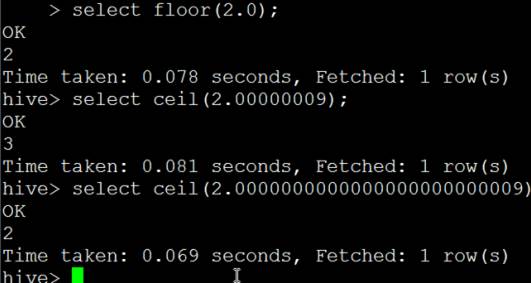 > select floor(2.0);
OK
2
Time taken: 0.078 seconds, Fetched: 1 row(s)
hive> select ceil(2.00000009);
OK
3
Time taken: 0.081 seconds, Fetched: 1 row(s)
hive> select ceil(2.0000000000000000000000009)
OK
2
Time taken: 0.069 seconds, Fetched: 1 row(s)
hive>